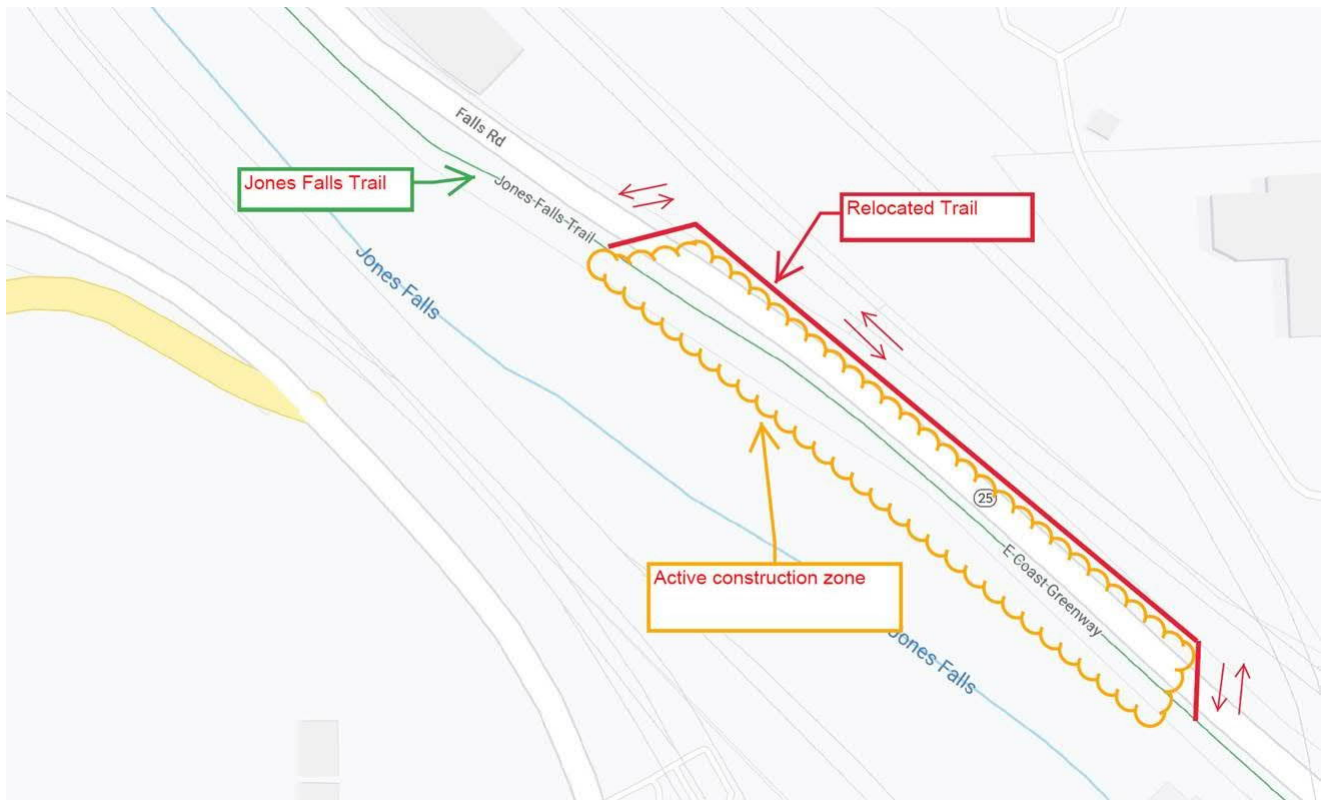 Falls Rd
Jones Falls Trail
Jones-Falls-Trail
Relocated Trail
Jones Falls
25
E-Coast-Greenway
Active construction zone
Jones Falls